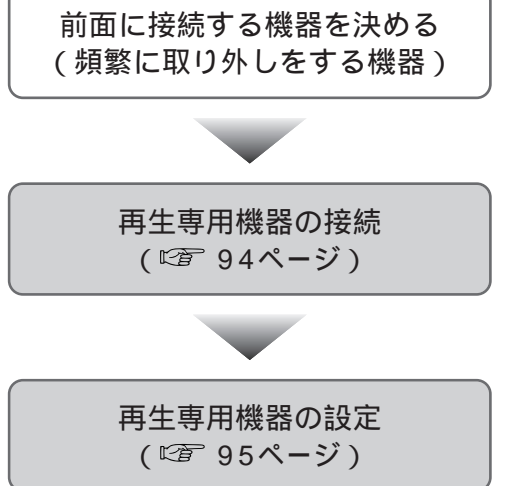 前面に接続する機器を決める
（頻繁に取り外しをする機器）
再生専用機器の接続
（☞ 94ページ）
再生専用機器の設定
（☞ 95ページ）